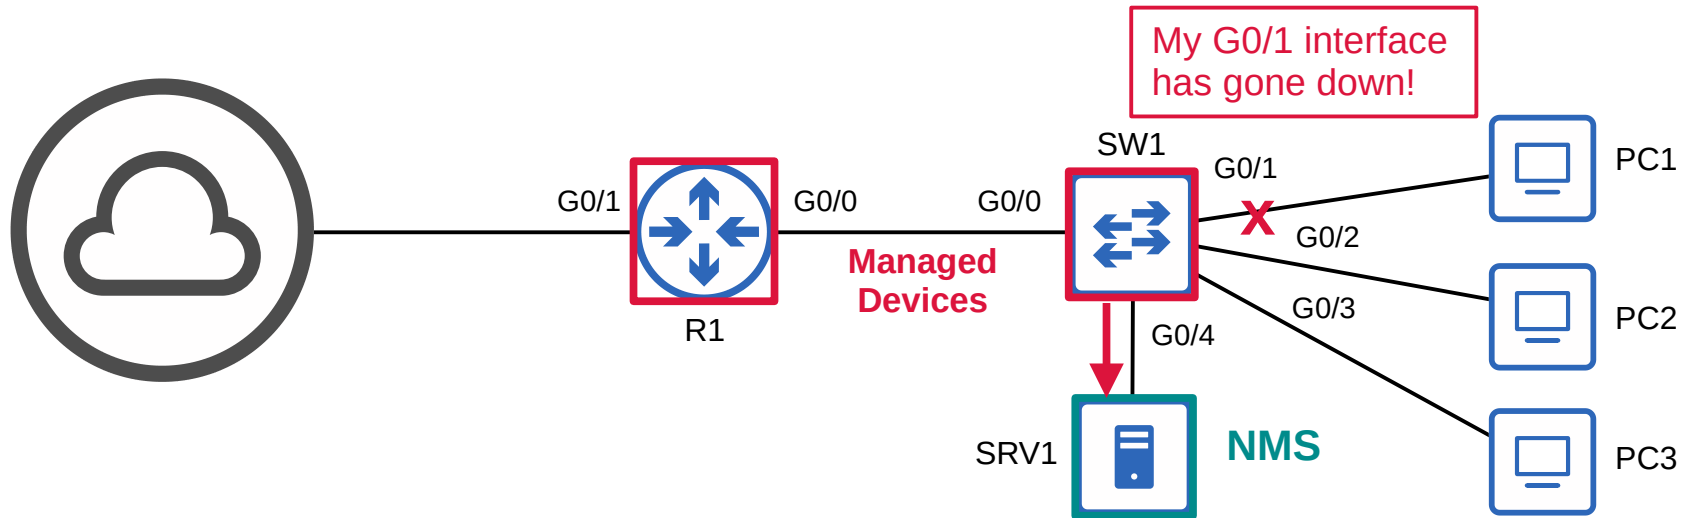 My G0/1 interface
has gone down!
SW1
G0/1
PC1
G0/1
G0/0
G0/0
G0/2
Managed
Devices
G0/3
R1
G0/4
PC2
SRV1
NMS
PC3